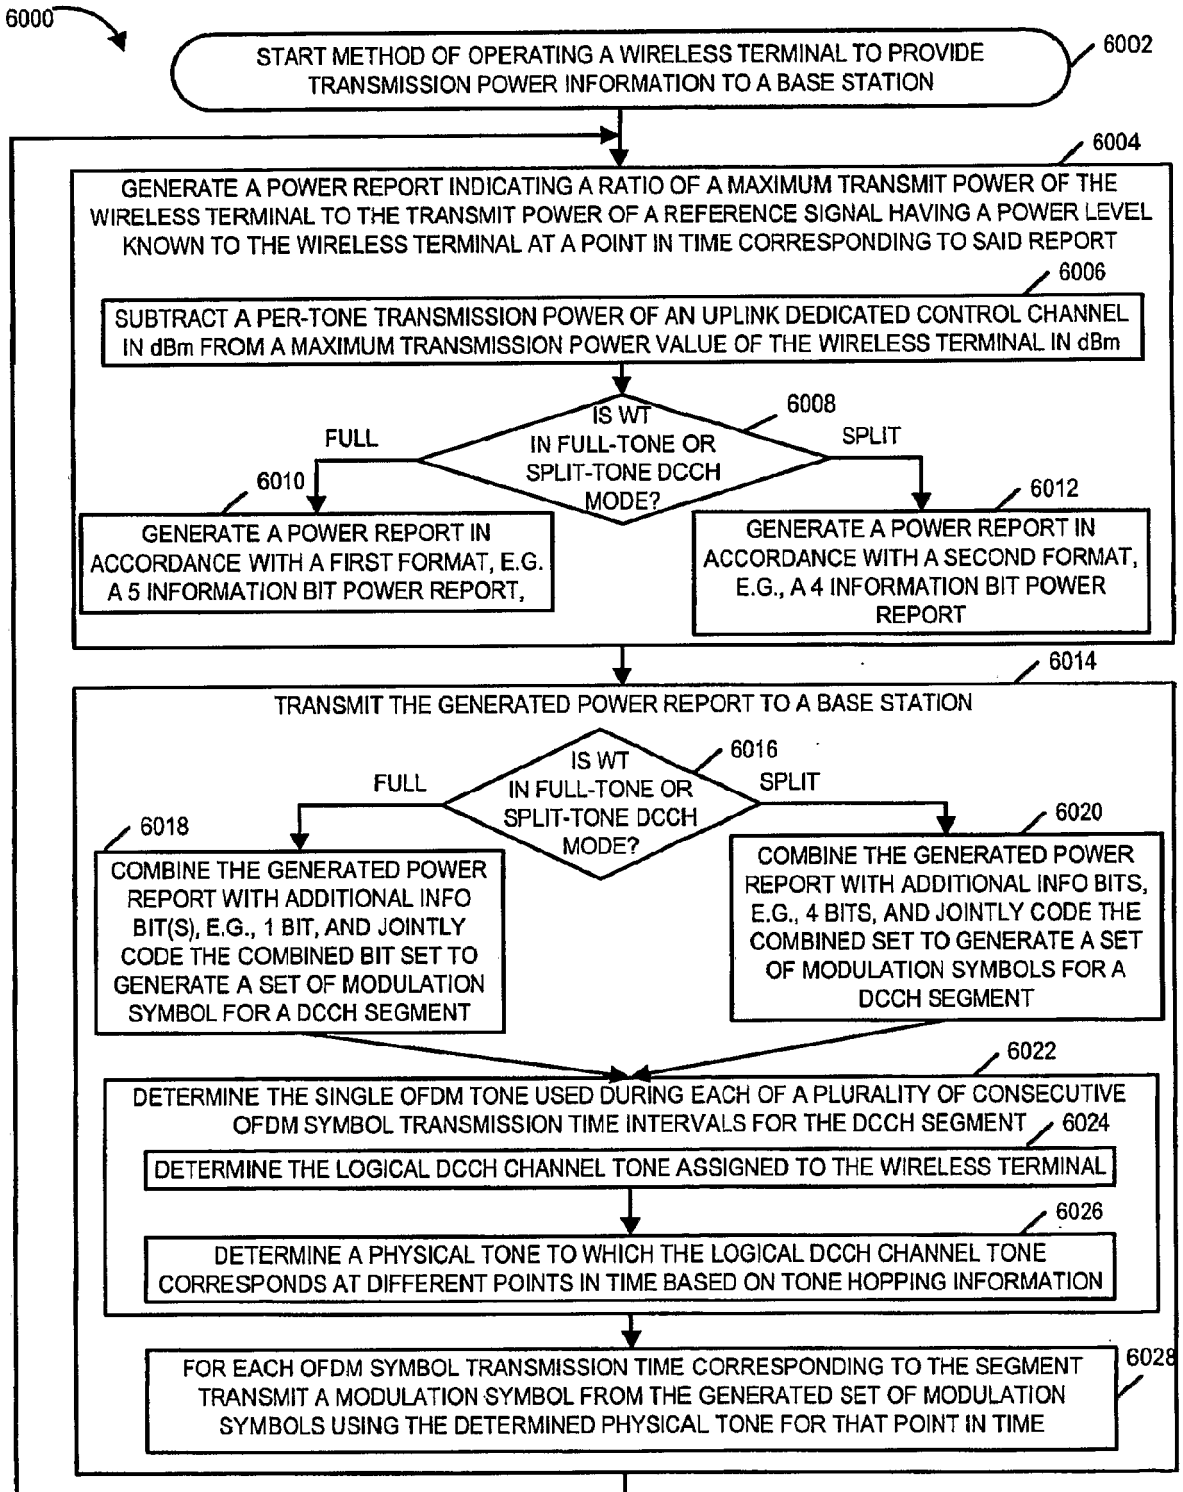 6000
START METHOD OF OPERATING A WIRELESS TERMINAL TO PROVIDE
TRANSMISSION POWER INFORMATION TO A BASE STATION
6002
6004
GENERATE A POWER REPORT INDICATING A RATIO OF A MAXIMUM TRANSMIT POWER OF THE
WIRELESS TERMINAL TO THE TRANSMIT POWER OF A REFERENCE SIGNAL HAVING A POWER LEVEL
KNOWN TO THE WIRELESS TERMINAL AT A POINT IN TIME CORRESPONDING TO SAID REPORT
6006
SUBTRACT A PER-TONE TRANSMISSION POWER OF AN UPLINK DEDICATED CONTROL CHANNEL
IN dBm FROM A MAXIMUM TRANSMISSION POWER VALUE OF THE WIRELESS TERMINAL IN dBm
6008
IS WT
IN FULL-TONE OR
SPLIT-TONE DCCH
MODE?
FULL
SPLIT
6010
GENERATE A POWER REPORT IN
ACCORDANCE WITH A FIRST FORMAT, E.G.
A 5 INFORMATION BIT POWER REPORT,
6012
GENERATE A POWER REPORT IN
ACCORDANCE WITH A SECOND FORMAT,
E.G., A 4 INFORMATION BIT POWER
REPORT
6014
TRANSMIT THE GENERATED POWER REPORT TO A BASE STATION
6016
IS WT
IN FULL-TONE OR
SPLIT-TONE DCCH
MODE?
FULL
SPLIT
6018
COMBINE THE GENERATED POWER
REPORT WITH ADDITIONAL INFO
BIT(S), E.G., 1 BIT, AND JOINTLY
CODE THE COMBINED BIT SET TO
GENERATE A SET OF MODULATION
SYMBOL FOR A DCCH SEGMENT
6020
COMBINE THE GENERATED POWER
REPORT WITH ADDITIONAL INFO BITS,
E.G., 4 BITS, AND JOINTLY CODE THE
COMBINED SET TO GENERATE A SET
OF MODULATION SYMBOLS FOR A
DCCH SEGMENT
6022
DETERMINE THE SINGLE OFDM TONE USED DURING EACH OF A PLURALITY OF CONSECUTIVE
OFDM SYMBOL TRANSMISSION TIME INTERVALS FOR THE DCCH SEGMENT
6024
DETERMINE THE LOGICAL DCCH CHANNEL TONE ASSIGNED TO THE WIRELESS TERMINAL
6026
DETERMINE A PHYSICAL TONE TO WHICH THE LOGICAL DCCH CHANNEL TONE
CORRESPONDS AT DIFFERENT POINTS IN TIME BASED ON TONE HOPPING INFORMATION
6028
FOR EACH OFDM SYMBOL TRANSMISSION TIME CORRESPONDING TO THE SEGMENT
TRANSMIT A MODULATION SYMBOL FROM THE GENERATED SET OF MODULATION
SYMBOLS USING THE DETERMINED PHYSICAL TONE FOR THAT POINT IN TIME